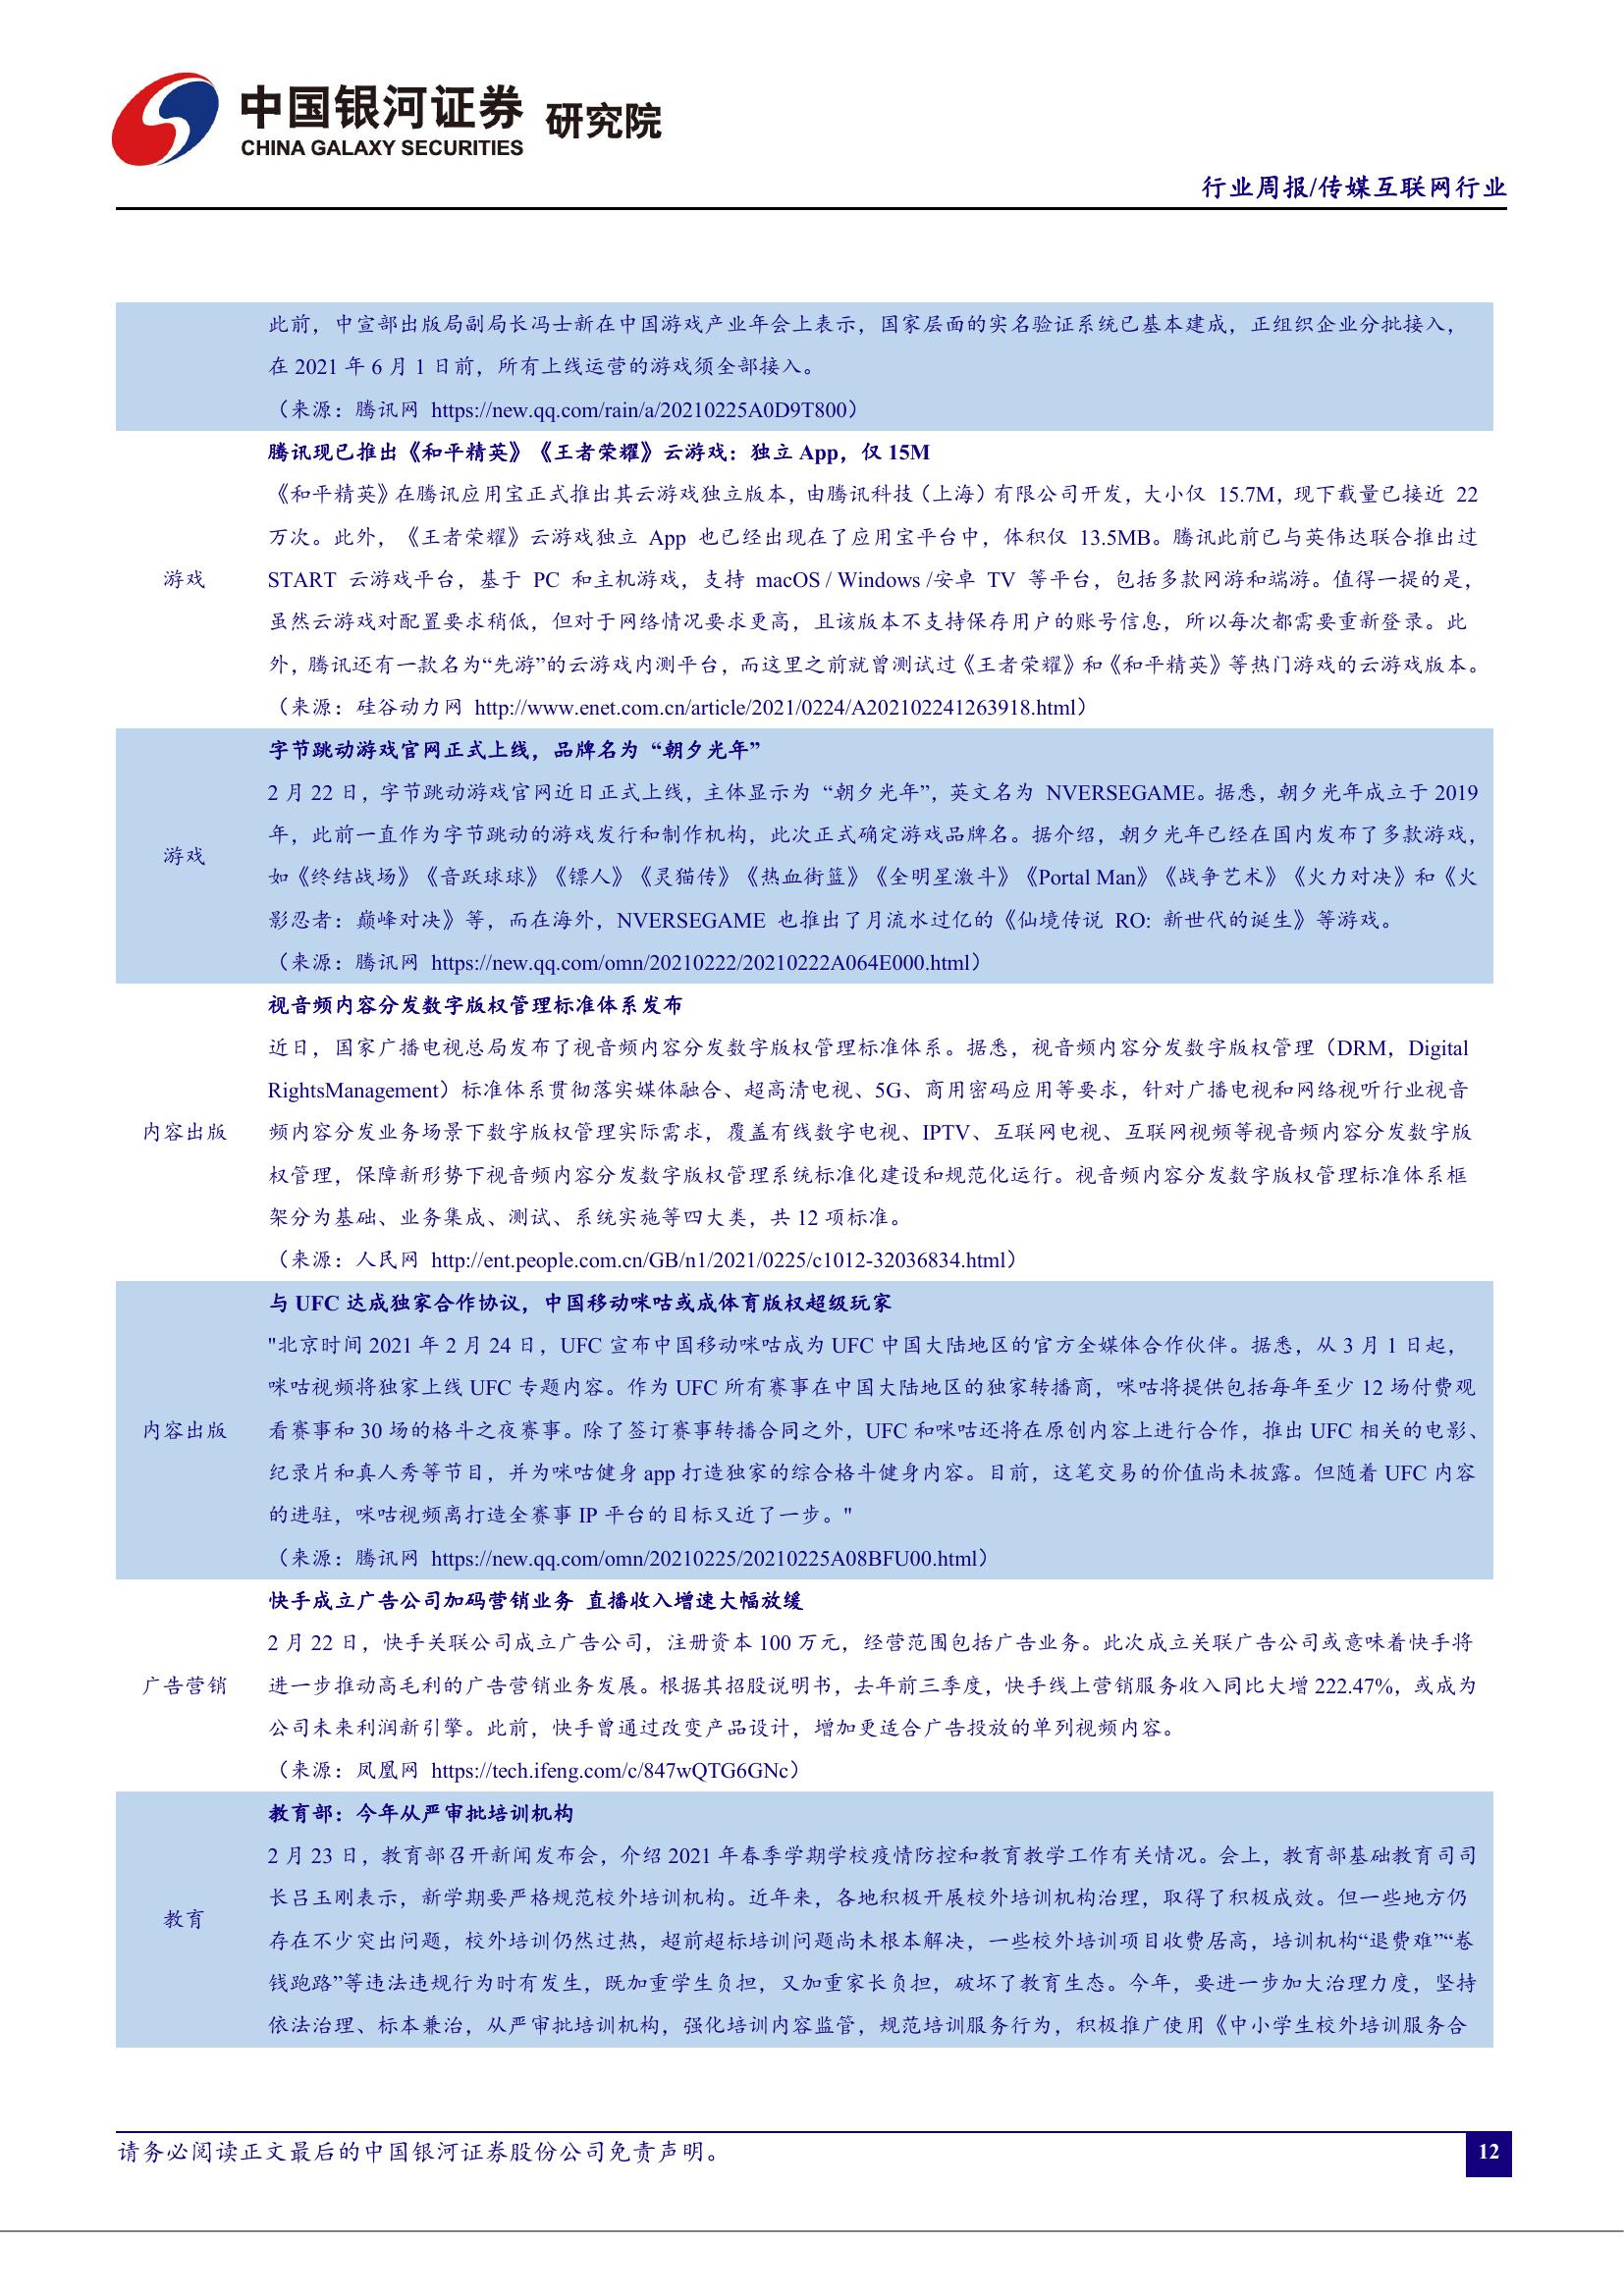 中国银河证券 研究院
CHINA GALAXY SECURITIES
行业周报/传媒互联网行业
此前，中宣部出版局副局长冯士新在中国游戏产业年会上表示，国家层面的实名验证系统已基本建成，正组织企业分批接入，
在 2021 年 6 月 1 日前，所有上线运营的游戏须全部接入。
（来源：腾讯网 https://new.qq.com/rain/a/20210225A0D9T800）
腾讯现已推出《和平精英》《王者荣耀》云游戏：独立 App，仅 15M
《和平精英》在腾讯应用宝正式推出其云游戏独立版本，由腾讯科技（上海）有限公司开发，大小仅 15.7M，现下载量已接近 22
万次。此外，《王者荣耀》云游戏独立 App 也已经出现在了应用宝平台中，体积仅 13.5MB。腾讯此前已与英伟达联合推出过
游戏
START 云游戏平台，基于 PC 和主机游戏，支持 macOS / Windows /安卓 TV 等平台，包括多款网游和端游。值得一提的是，
虽然云游戏对配置要求稍低，但对于网络情况要求更高，且该版本不支持保存用户的账号信息，所以每次都需要重新登录。此
外，腾讯还有一款名为“先游”的云游戏内测平台，而这里之前就曾测试过《王者荣耀》和《和平精英》等热门游戏的云游戏版本。
（来源：硅谷动力网 http://www.enet.com.cn/article/2021/0224/A202102241263918.html）
字节跳动游戏官网正式上线，品牌名为“朝夕光年”
2 月 22 日，字节跳动游戏官网近日正式上线，主体显示为 “朝夕光年”，英文名为 NVERSEGAME。据悉，朝夕光年成立于 2019
年，此前一直作为字节跳动的游戏发行和制作机构，此次正式确定游戏品牌名。据介绍，朝夕光年已经在国内发布了多款游戏，
游戏
如《终结战场》《音跃球球》《镖人》《灵猫传》《热血街篮》《全明星激斗》《Portal Man》《战争艺术》《火力对决》和《火
影忍者：巅峰对决》等，而在海外，NVERSEGAME 也推出了月流水过亿的《仙境传说 RO: 新世代的诞生》等游戏。
（来源：腾讯网 https://new.qq.com/omn/20210222/20210222A064E000.html）
视音频内容分发数字版权管理标准体系发布
近日，国家广播电视总局发布了视音频内容分发数字版权管理标准体系。据悉，视音频内容分发数字版权管理（DRM，Digital
RightsManagement）标准体系贯彻落实媒体融合、超高清电视、5G、商用密码应用等要求，针对广播电视和网络视听行业视音
内容出版
频内容分发业务场景下数字版权管理实际需求，覆盖有线数字电视、IPTV、互联网电视、互联网视频等视音频内容分发数字版
权管理，保障新形势下视音频内容分发数字版权管理系统标准化建设和规范化运行。视音频内容分发数字版权管理标准体系框
架分为基础、业务集成、测试、系统实施等四大类，共 12 项标准。
（来源：人民网 http://ent.people.com.cn/GB/n1/2021/0225/c1012-32036834.html）
与 UFC 达成独家合作协议，中国移动咪咕或成体育版权超级玩家
"北京时间 2021 年 2 月 24 日，UFC 宣布中国移动咪咕成为 UFC 中国大陆地区的官方全媒体合作伙伴。据悉，从 3 月 1 日起，
咪咕视频将独家上线 UFC 专题内容。作为 UFC 所有赛事在中国大陆地区的独家转播商，咪咕将提供包括每年至少 12 场付费观
内容出版
看赛事和 30 场的格斗之夜赛事。除了签订赛事转播合同之外，UFC 和咪咕还将在原创内容上进行合作，推出 UFC 相关的电影、
纪录片和真人秀等节目，并为咪咕健身 app 打造独家的综合格斗健身内容。目前，这笔交易的价值尚未披露。但随着 UFC 内容
的进驻，咪咕视频离打造全赛事 IP 平台的目标又近了一步。"
（来源：腾讯网 https://new.qq.com/omn/20210225/20210225A08BFU00.html）
快手成立广告公司加码营销业务 直播收入增速大幅放缓
2 月 22 日，快手关联公司成立广告公司，注册资本 100 万元，经营范围包括广告业务。此次成立关联广告公司或意味着快手将
广告营销
进一步推动高毛利的广告营销业务发展。根据其招股说明书，去年前三季度，快手线上营销服务收入同比大增 222.47%，或成为
公司未来利润新引擎。此前，快手曾通过改变产品设计，增加更适合广告投放的单列视频内容。
（来源：凤凰网 https://tech.ifeng.com/c/847wQTG6GNc）
教育部：今年从严审批培训机构
2 月 23 日，教育部召开新闻发布会，介绍 2021 年春季学期学校疫情防控和教育教学工作有关情况。会上，教育部基础教育司司
长吕玉刚表示，新学期要严格规范校外培训机构。近年来，各地积极开展校外培训机构治理，取得了积极成效。但一些地方仍
教育
存在不少突出问题，校外培训仍然过热，超前超标培训问题尚未根本解决，一些校外培训项目收费居高，培训机构“退费难”“卷
钱跑路”等违法违规行为时有发生，既加重学生负担，又加重家长负担，破坏了教育生态。今年，要进一步加大治理力度，坚持
依法治理、标本兼治，从严审批培训机构，强化培训内容监管，规范培训服务行为，积极推广使用《中小学生校外培训服务合
请务必阅读正文最后的中国银河证券股份公司免责声明。
12